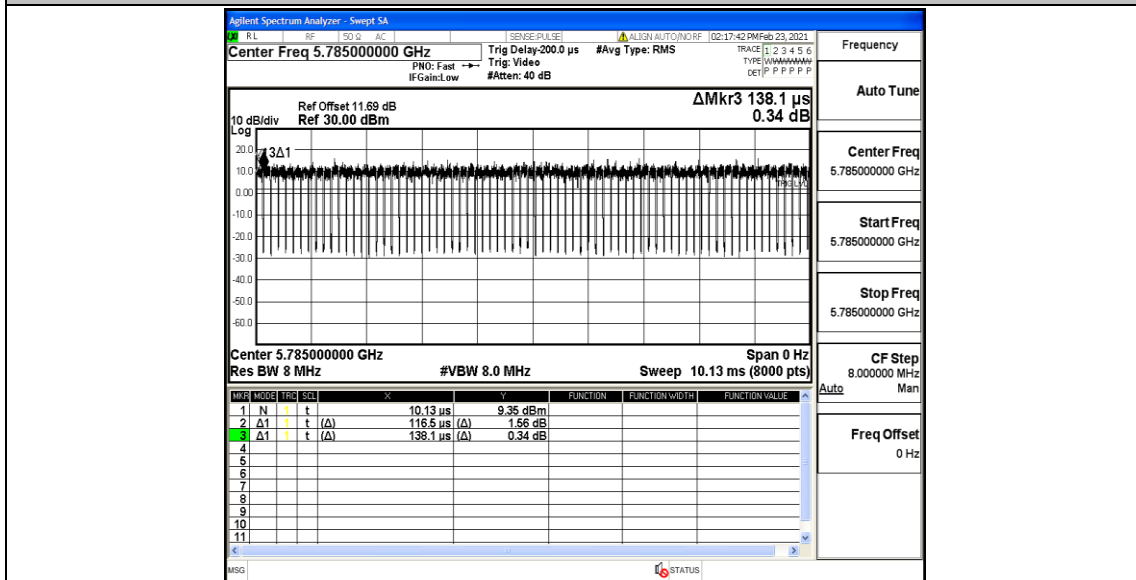 Agilent Spectrum Analyzer - Swept SA
RL RF 50 Ω AC SENSE:PULSE ALIGN AUTO/NO RF 02:17:42 PM Feb 23, 2021
Center Freq 5.785000000 GHz
PNO: Fast
IFGain:Low
Trig Delay-200.0 µs
Trig: Video
#Atten: 40 dB
#Avg Type: RMS
TRACE 1 2 3 4 5 6
TYPE
DET P P P P P P
Frequency
Auto Tune
Center Freq
5.785000000 GHz
Start Freq
5.785000000 GHz
Stop Freq
5.785000000 GHz
CF Step
8.000000 MHz
Auto Man
Freq Offset
0 Hz
ΔMkr3 138.1 µs
0.34 dB
Ref Offset 11.69 dB
10 dB/div Ref 30.00 dBm
Log
20.0
10.0
0.00
-10.0
-20.0
-30.0
-40.0
-50.0
-60.0
3Δ1
TRIG LVL
Center 5.785000000 GHz Span 0 Hz
Res BW 8 MHz #VBW 8.0 MHz Sweep 10.13 ms (8000 pts)
MKR MODE TRC SCL X Y FUNCTION FUNCTION WIDTH FUNCTION VALUE
1 N 1 t 10.13 µs 9.35 dBm
2 Δ1 1 t (Δ) 116.5 µs (Δ) 1.56 dB
3 Δ1 1 t (Δ) 138.1 µs (Δ) 0.34 dB
4
5
6
7
8
9
10
11
MSG STATUS